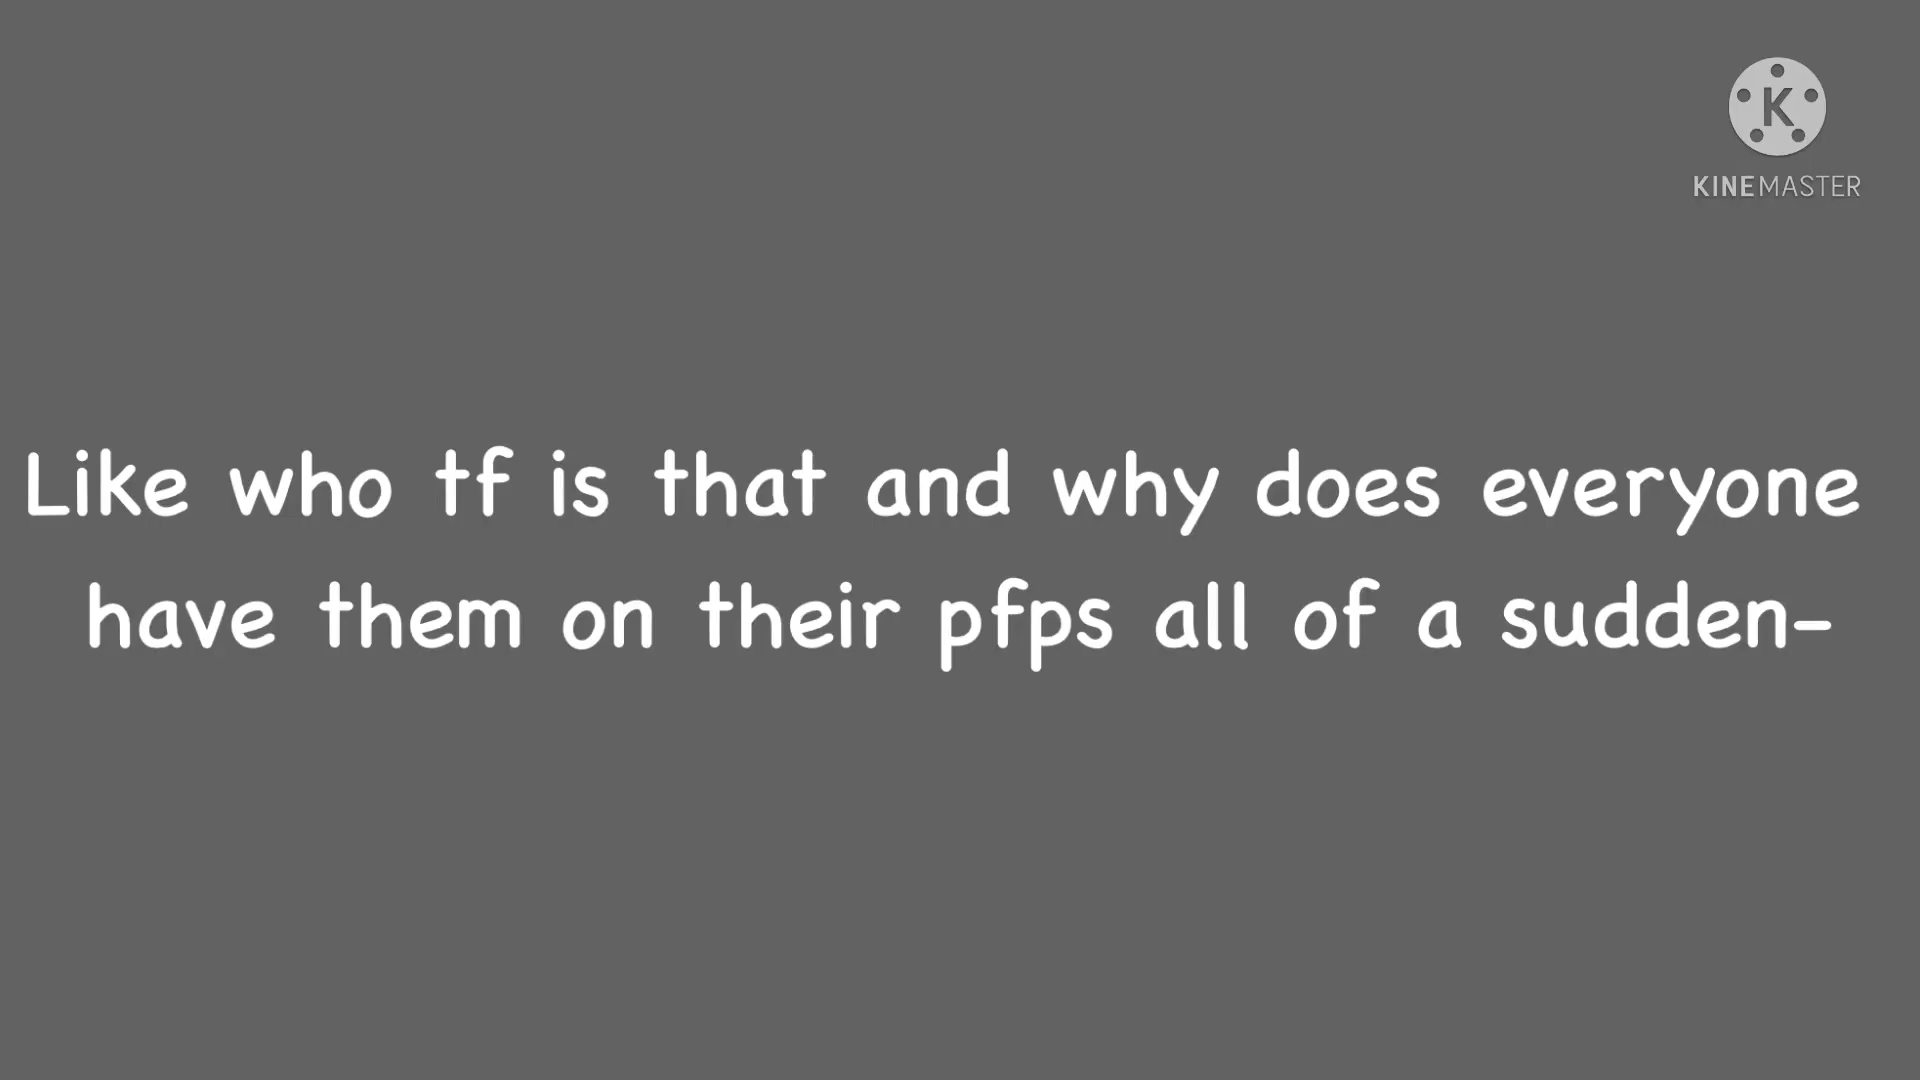 K
KINEMASTER
Like who tf is that and why does everyone
have them on their pfps all of a sudden-